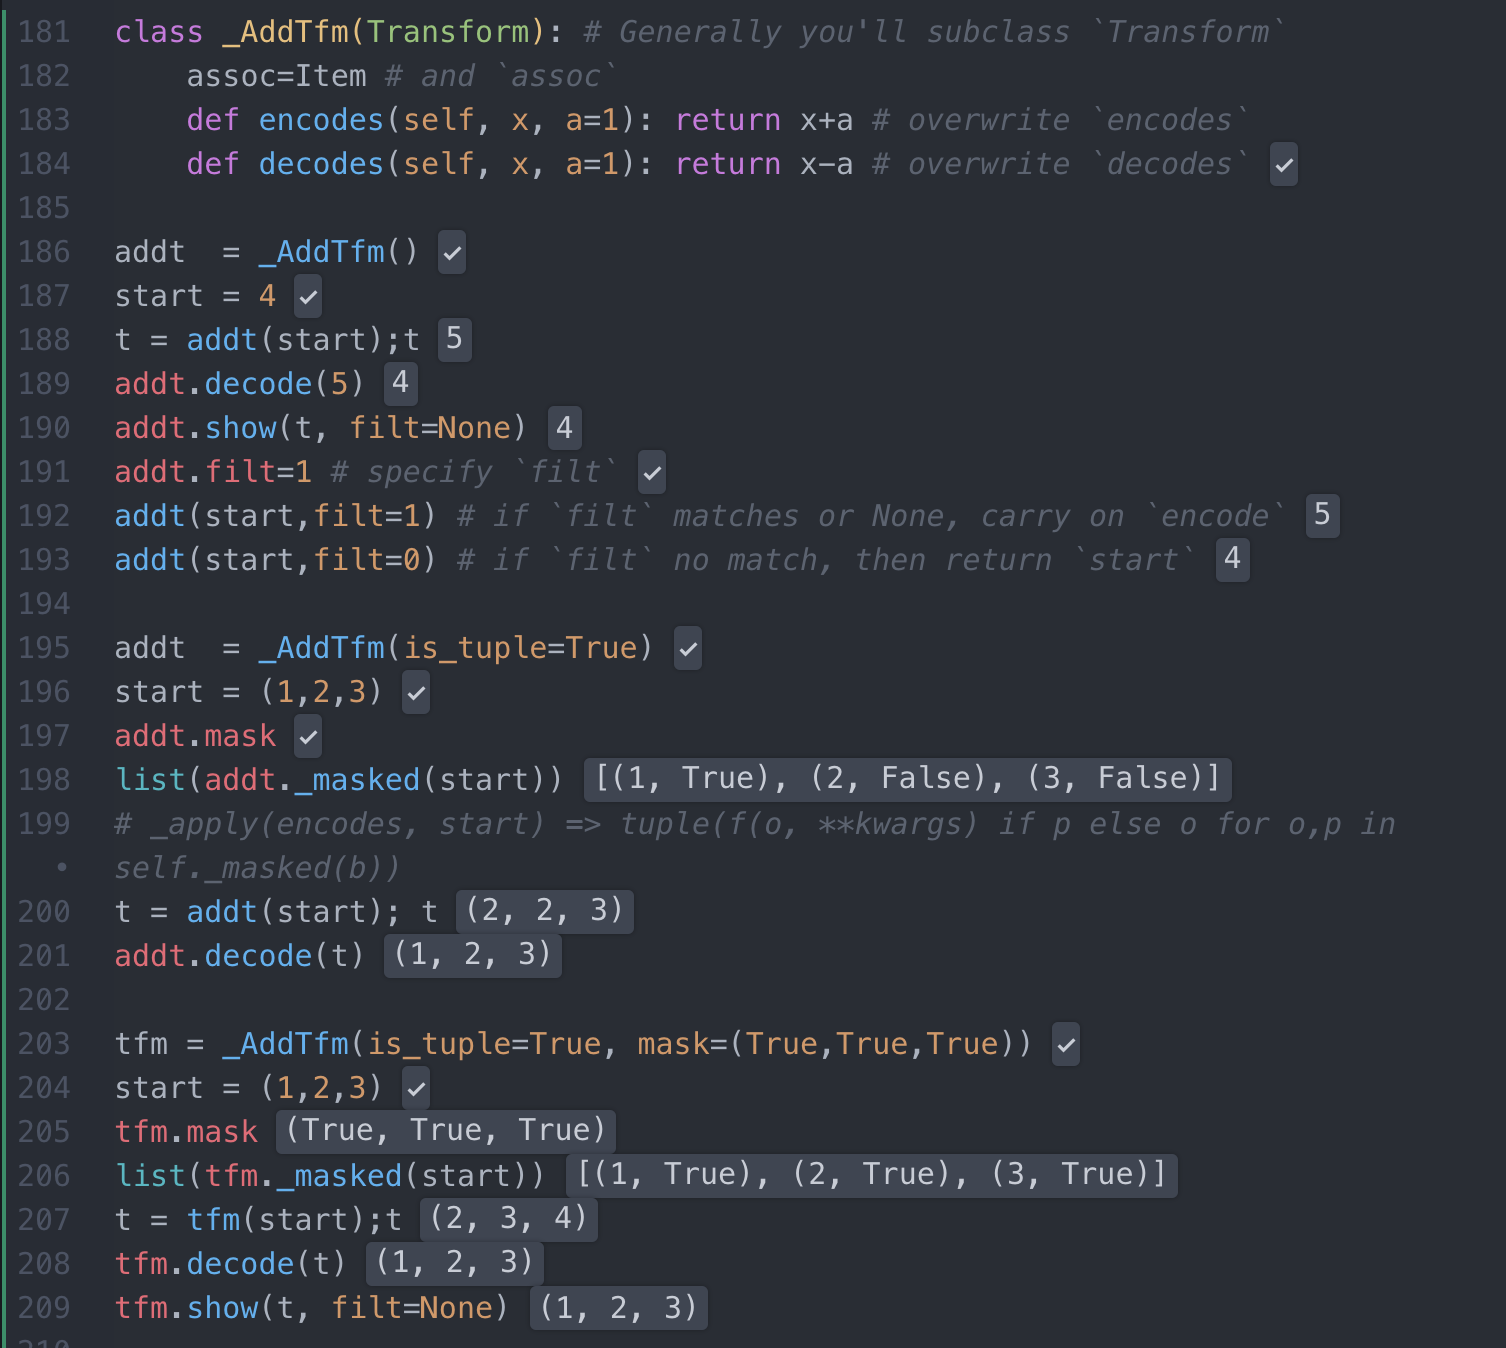 181 class _AddTfm(Transform): # Generally you'll subclass `Transform`
182     assoc=Item # and `assoc`
183     def encodes(self, x, a=1): return x+a # overwrite `encodes`
184     def decodes(self, x, a=1): return x-a # overwrite `decodes` ✓
185
186 addt  = _AddTfm() ✓
187 start = 4 ✓
188 t = addt(start);t 5
189 addt.decode(5) 4
190 addt.show(t, filt=None) 4
191 addt.filt=1 # specify `filt` ✓
192 addt(start,filt=1) # if `filt` matches or None, carry on `encode` 5
193 addt(start,filt=0) # if `filt` no match, then return `start` 4
194
195 addt  = _AddTfm(is_tuple=True) ✓
196 start = (1,2,3) ✓
197 addt.mask ✓
198 list(addt._masked(start)) [(1, True), (2, False), (3, False)]
199 # _apply(encodes, start) => tuple(f(o, **kwargs) if p else o for o,p in
• self._masked(b))
200 t = addt(start); t (2, 2, 3)
201 addt.decode(t) (1, 2, 3)
202
203 tfm = _AddTfm(is_tuple=True, mask=(True,True,True)) ✓
204 start = (1,2,3) ✓
205 tfm.mask (True, True, True)
206 list(tfm._masked(start)) [(1, True), (2, True), (3, True)]
207 t = tfm(start);t (2, 3, 4)
208 tfm.decode(t) (1, 2, 3)
209 tfm.show(t, filt=None) (1, 2, 3)